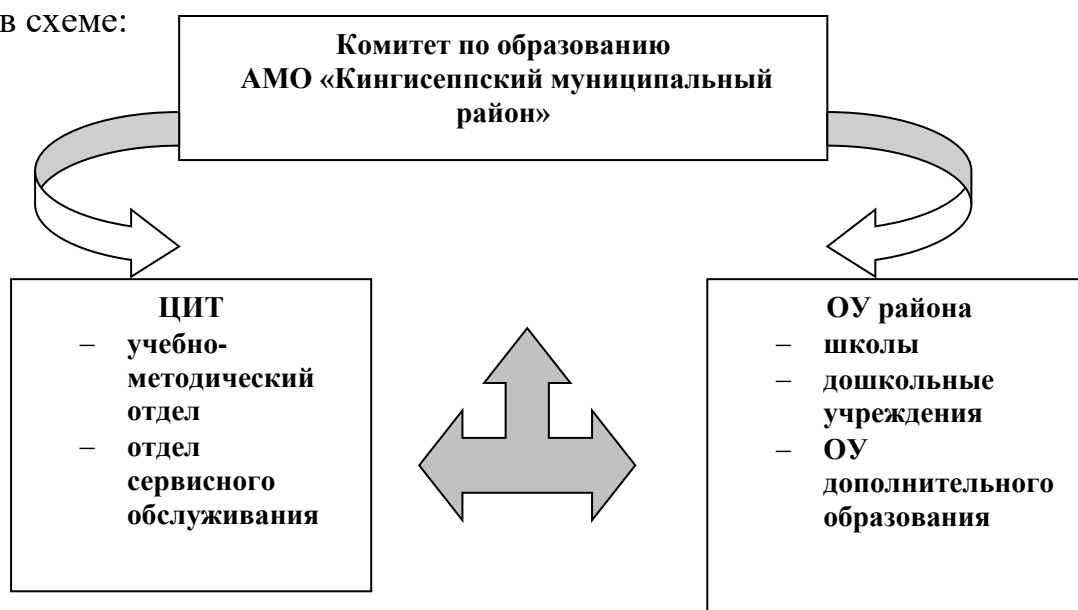 в схеме:
Комитет по образованию
АМО «Кингисеппский муниципальный
район»
ЦИТ
– учебно-
методический
отдел
– отдел
сервисного
обслуживания
ОУ района
– школы
– дошкольные
учреждения
– ОУ
дополнительного
образования